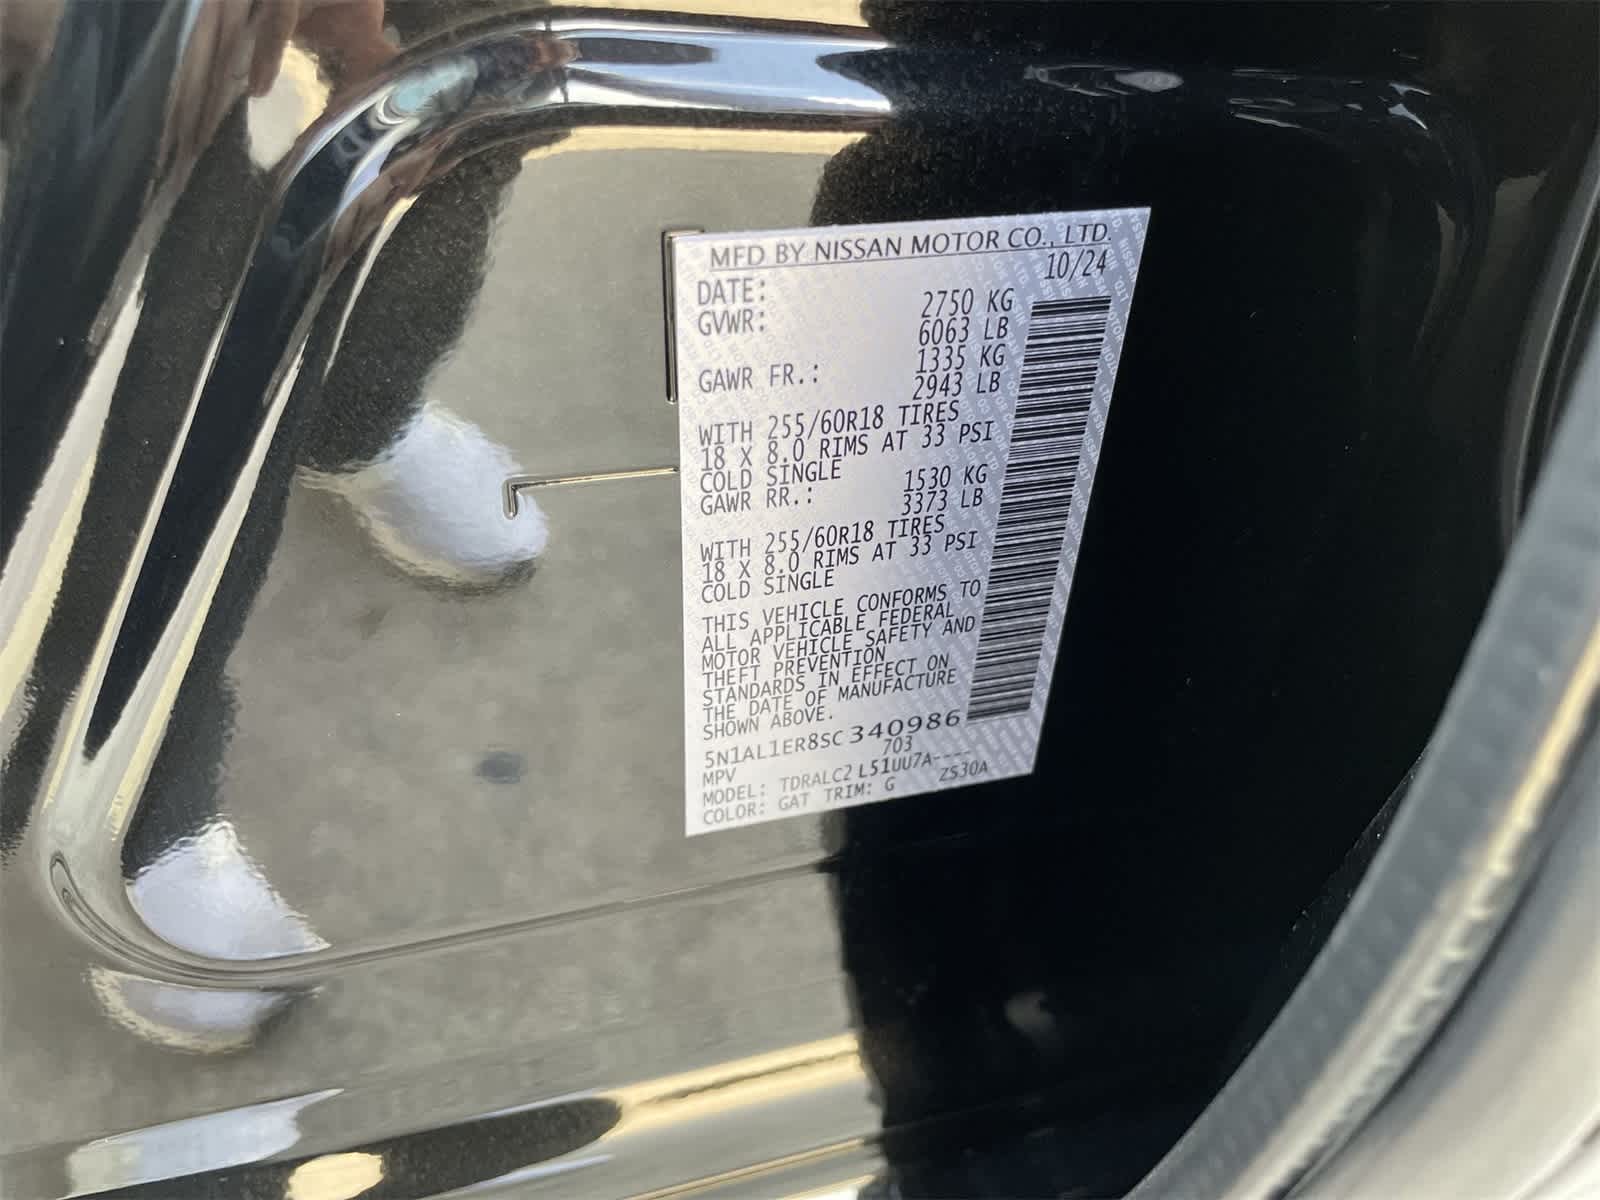 MFD BY NISSAN MOTOR CO., LTD.
DATE: 10/24
GVWR: 2750 KG
6063 LB
GAWR FR.: 1335 KG
2943 LB
WITH 255/60R18 TIRES
18 X 8.0 RIMS AT 33 PSI
COLD SINGLE
GAWR RR.: 1530 KG
3373 LB
WITH 255/60R18 TIRES
18 X 8.0 RIMS AT 33 PSI
COLD SINGLE
THIS VEHICLE CONFORMS TO
ALL APPLICABLE FEDERAL
MOTOR VEHICLE SAFETY AND
THEFT PREVENTION
STANDARDS IN EFFECT ON
THE DATE OF MANUFACTURE
SHOWN ABOVE.
5N1AL1ER8SC 340986
MPV 703
MODEL: TDRALC2 L51UU7A----
COLOR: GAT TRIM: G ZS30A